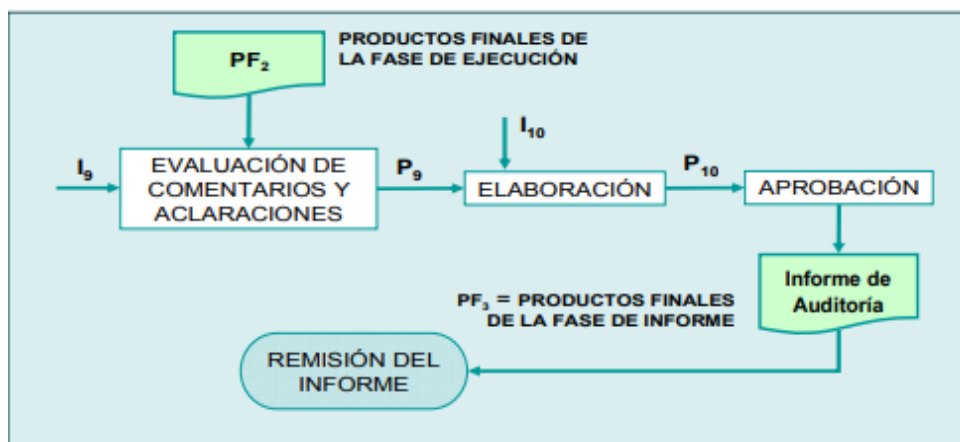 PF₂
PRODUCTOS FINALES DE
LA FASE DE EJECUCIÓN
I₉
EVALUACIÓN DE
COMENTARIOS Y
ACLARACIONES
P₉
I₁₀
ELABORACIÓN
P₁₀
APROBACIÓN
Informe de
Auditoría
PF₃ = PRODUCTOS FINALES
DE LA FASE DE INFORME
REMISIÓN DEL
INFORME